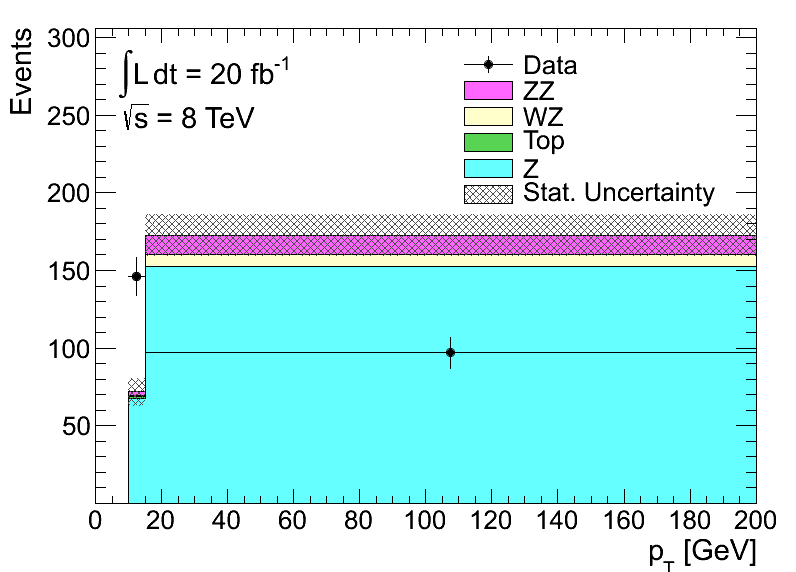 Events
300
250
200
150
100
50
∫L dt = 20 fb⁻¹
√s = 8 TeV
Data
ZZ
WZ
Top
Z
Stat. Uncertainty
0 20 40 60 80 100 120 140 160 180 200
p_T [GeV]